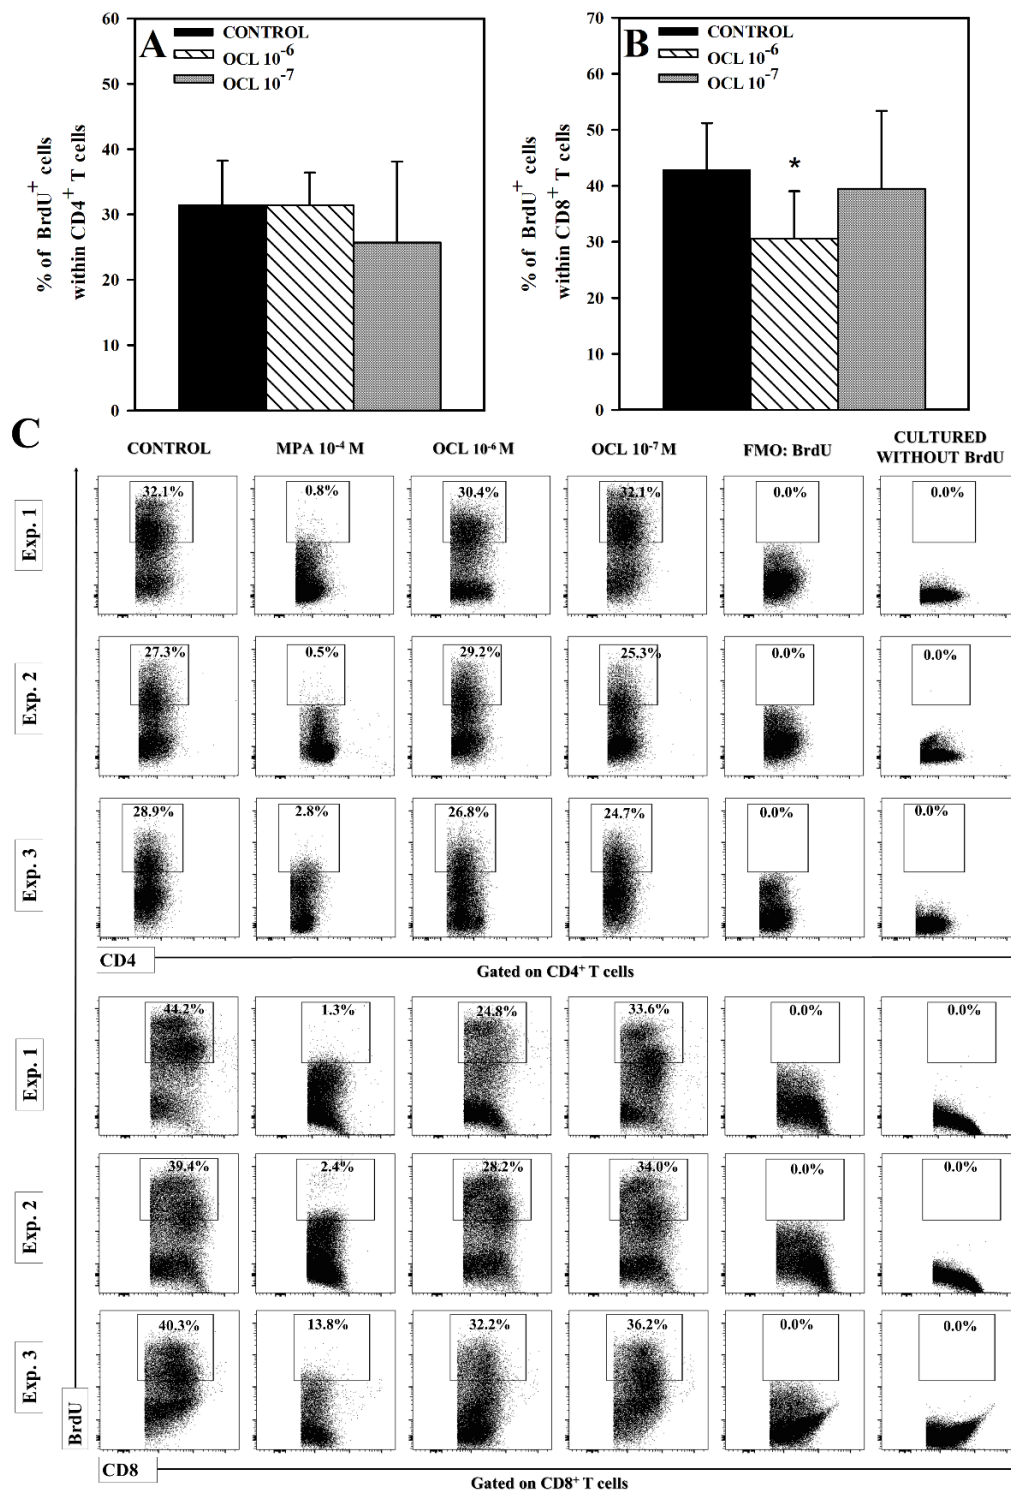 A
CONTROL
OCL 10-6
OCL 10-7
60
50
40
30
20
10
0
% of BrdU+ cells
within CD4+ T cells
B
CONTROL
OCL 10-6
OCL 10-7
*
70
60
50
40
30
20
10
0
% of BrdU+ cells
within CD8+ T cells
C
CONTROL
MPA 10-4 M
OCL 10-6 M
OCL 10-7 M
FMO: BrdU
CULTURED
WITHOUT BrdU
Exp. 1
32.1%
0.8%
30.4%
32.1%
0.0%
0.0%
Exp. 2
27.3%
0.5%
29.2%
25.3%
0.0%
0.0%
Exp. 3
28.9%
2.8%
26.8%
24.7%
0.0%
0.0%
CD4
Gated on CD4+ T cells
Exp. 1
44.2%
1.3%
24.8%
33.6%
0.0%
0.0%
Exp. 2
39.4%
2.4%
28.2%
34.0%
0.0%
0.0%
Exp. 3
40.3%
13.8%
32.2%
36.2%
0.0%
0.0%
BrdU
CD8
Gated on CD8+ T cells